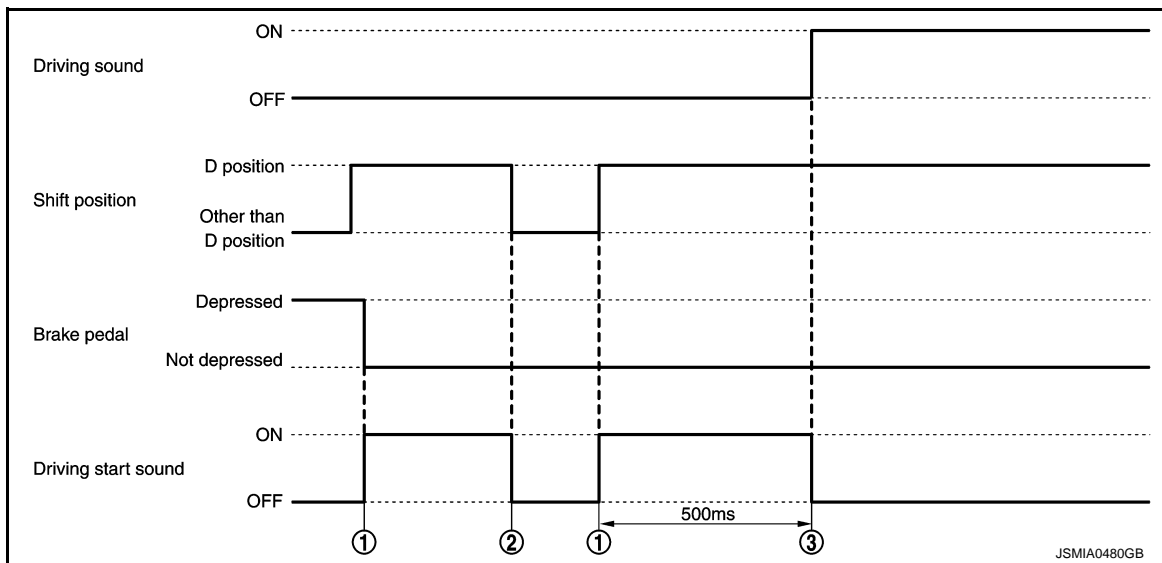 ON
Driving sound
OFF
D position
Shift position
Other than
D position
Depressed
Brake pedal
Not depressed
ON
Driving start sound
OFF
500ms
① ② ① ③
JSMIA0480GB